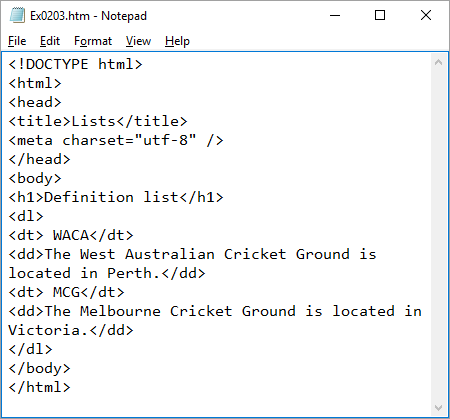 Ex0203.htm - Notepad
File Edit Format View Help
<!DOCTYPE html>
<html>
<head>
<title>Lists</title>
<meta charset="utf-8" />
</head>
<body>
<h1>Definition list</h1>
<dl>
<dt> WACA</dt>
<dd>The West Australian Cricket Ground is
located in Perth.</dd>
<dt> MCG</dt>
<dd>The Melbourne Cricket Ground is located in
Victoria.</dd>
</dl>
</body>
</html>